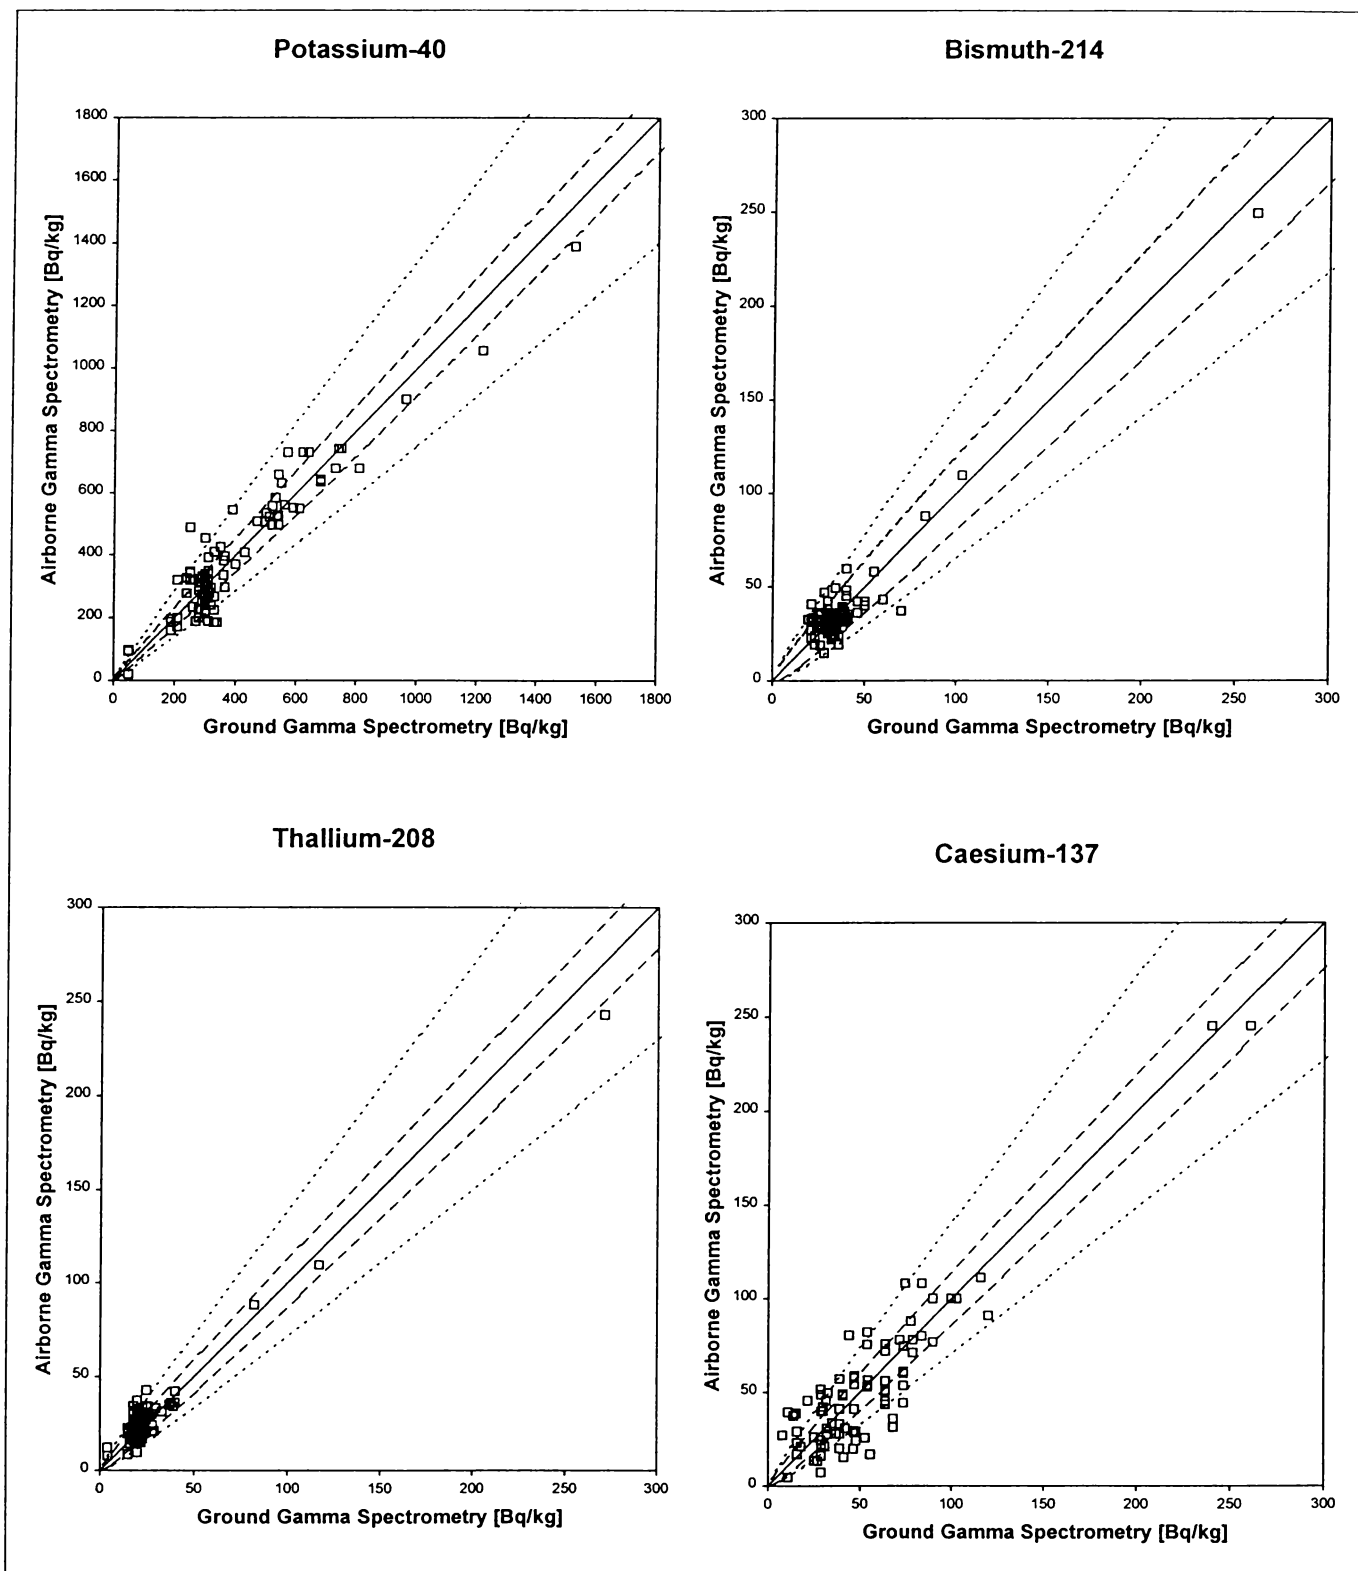 Potassium-40
1800
1600
1400
1200
1000
800
600
400
200
0
0 200 400 600 800 1000 1200 1400 1600 1800
Airborne Gamma Spectrometry [Bq/kg]
Ground Gamma Spectrometry [Bq/kg]
Bismuth-214
300
250
200
150
100
50
0
0 50 100 150 200 250 300
Airborne Gamma Spectrometry [Bq/kg]
Ground Gamma Spectrometry [Bq/kg]
Thallium-208
300
250
200
150
100
50
0
0 50 100 150 200 250 300
Airborne Gamma Spectrometry [Bq/kg]
Ground Gamma Spectrometry [Bq/kg]
Caesium-137
300
250
200
150
100
50
0
0 50 100 150 200 250 300
Airborne Gamma Spectrometry [Bq/kg]
Ground Gamma Spectrometry [Bq/kg]